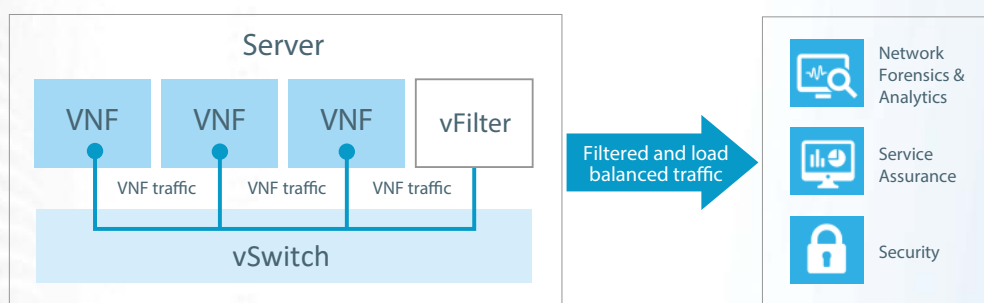 Server
VNF
VNF
VNF
vFilter
VNF traffic
VNF traffic
VNF traffic
vSwitch
Filtered and load
balanced traffic
Network
Forensics &
Analytics
Service
Assurance
Security